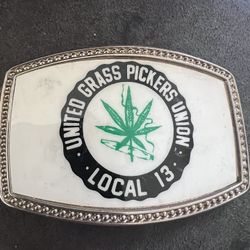 · UNITED GRASS PICKERS UNION ·
LOCAL 13